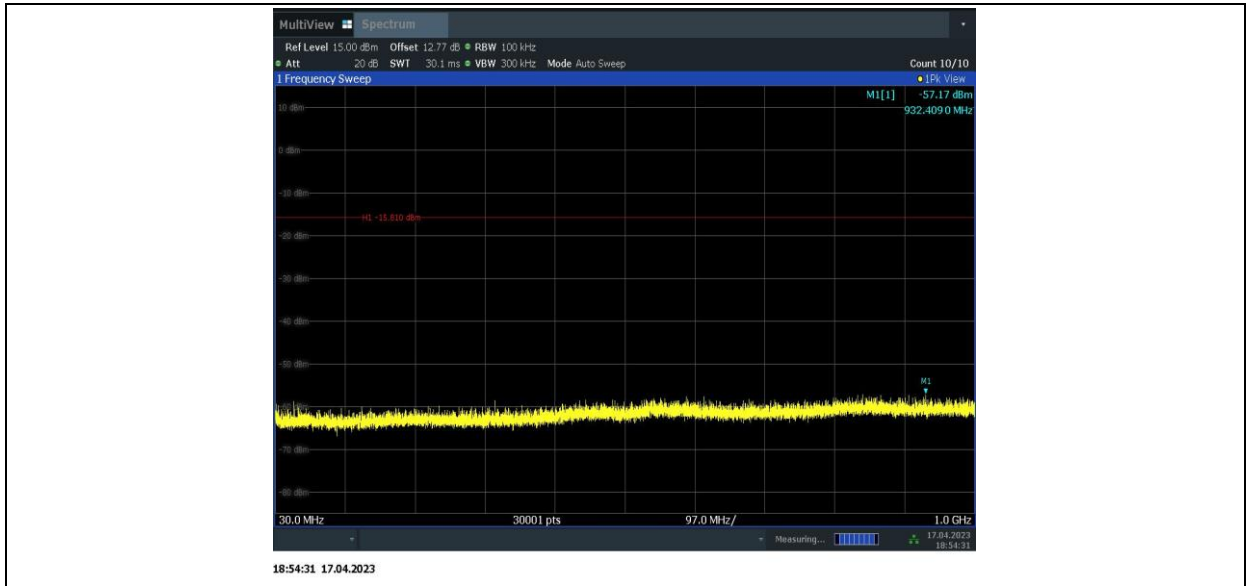 MultiView Spectrum
Ref Level 15.00 dBm Offset 12.77 dB RBW 100 kHz
Att 20 dB SWT 30.1 ms VBW 300 kHz Mode Auto Sweep Count 10/10
1 Frequency Sweep 1Pk View
M1[1] -57.17 dBm
932.4090 MHz
10 dBm
0 dBm
-10 dBm
H1 -15.810 dBm
-20 dBm
-30 dBm
-40 dBm
-50 dBm
M1
-70 dBm
-80 dBm
30.0 MHz 30001 pts 97.0 MHz/ 1.0 GHz
Measuring... 17.04.2023
18:54:31
18:54:31 17.04.2023